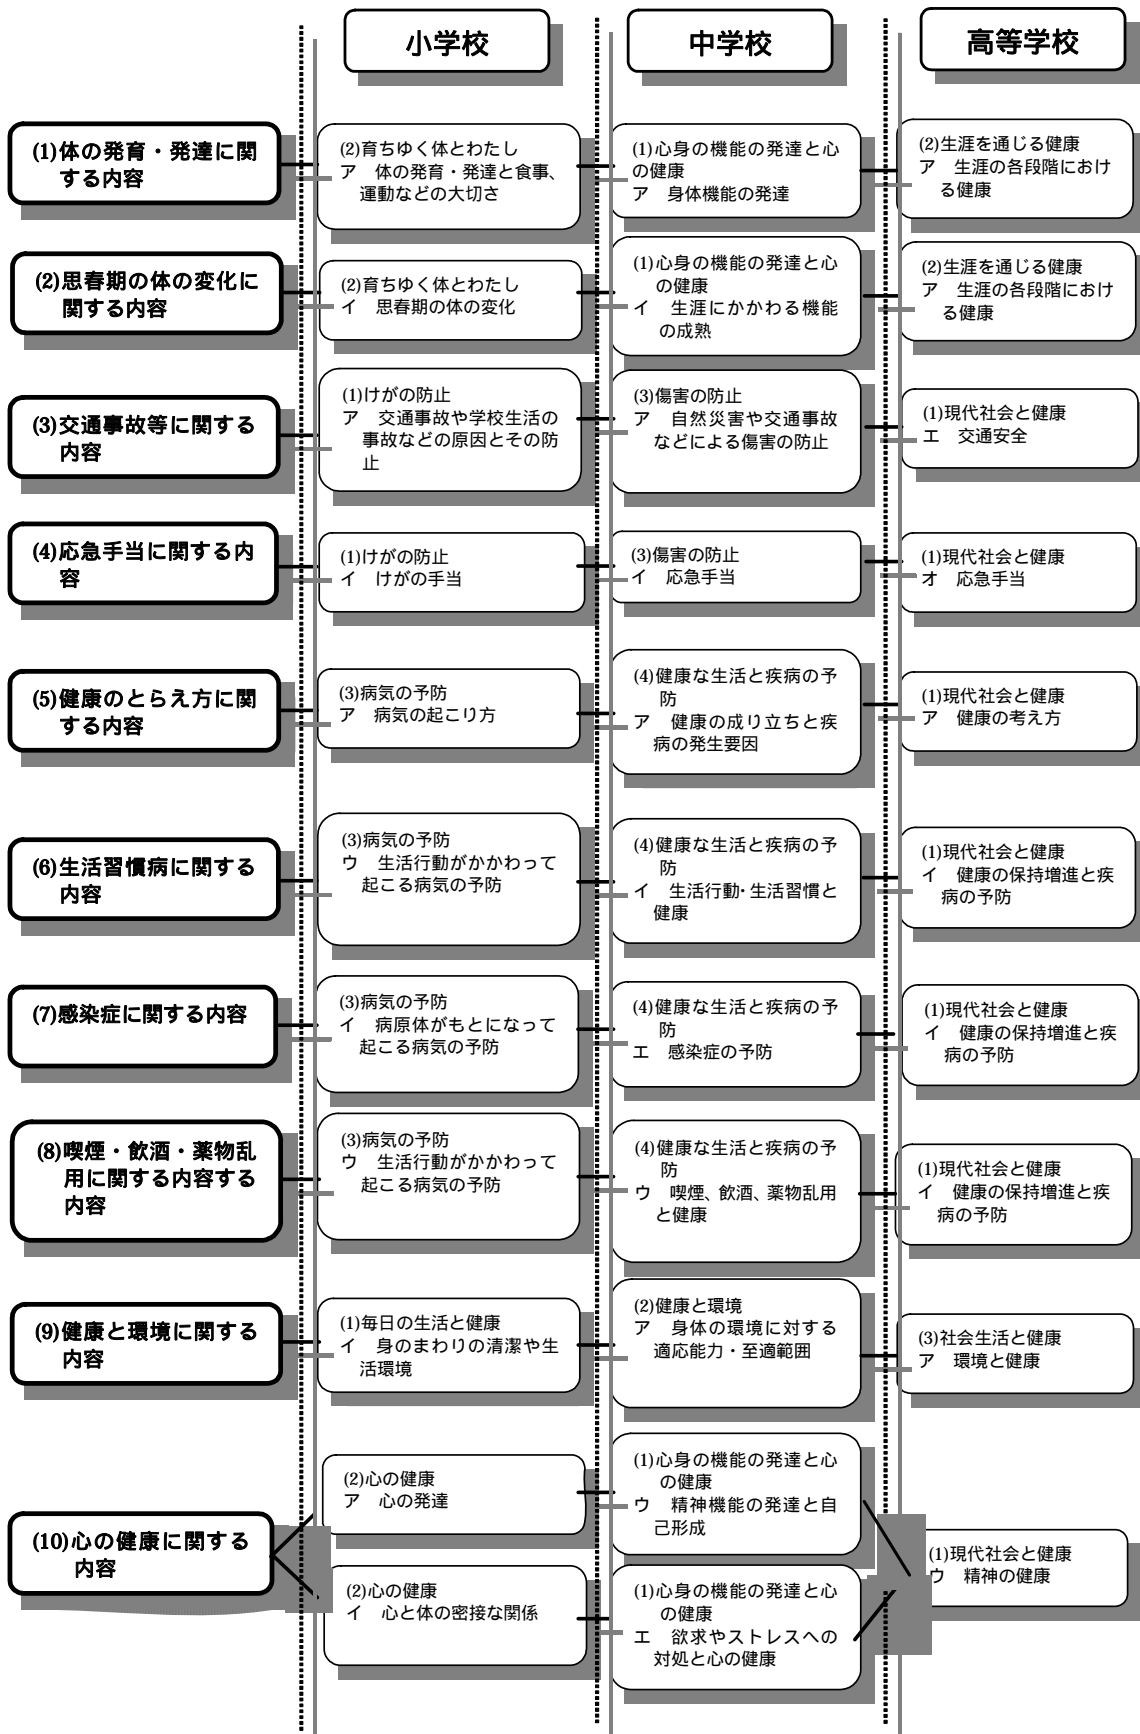 小学校
中学校
高等学校
(1)体の発育・発達に関
する内容
(2)育ちゆく体とわたし
ア　体の発育・発達と食事、
運動などの大切さ
(1)心身の機能の発達と心
の健康
ア　身体機能の発達
(2)生涯を通じる健康
ア　生涯の各段階におけ
る健康
(2)思春期の体の変化に
関する内容
(2)育ちゆく体とわたし
イ　思春期の体の変化
(1)心身の機能の発達と心
の健康
イ　生涯にかかわる機能
の成熟
(2)生涯を通じる健康
ア　生涯の各段階におけ
る健康
(3)交通事故等に関する
内容
(1)けがの防止
ア　交通事故や学校生活の
事故などの原因とその防
止
(3)傷害の防止
ア　自然災害や交通事故
などによる傷害の防止
(1)現代社会と健康
エ　交通安全
(4)応急手当に関する内
容
(1)けがの防止
イ　けがの手当
(3)傷害の防止
イ　応急手当
(1)現代社会と健康
オ　応急手当
(5)健康のとらえ方に関
する内容
(3)病気の予防
ア　病気の起こり方
(4)健康な生活と疾病の予
防
ア　健康の成り立ちと疾
病の発生要因
(1)現代社会と健康
ア　健康の考え方
(6)生活習慣病に関する
内容
(3)病気の予防
ウ　生活行動がかかわって
起こる病気の予防
(4)健康な生活と疾病の予
防
イ　生活行動・生活習慣と
健康
(1)現代社会と健康
イ　健康の保持増進と疾
病の予防
(7)感染症に関する内容
(3)病気の予防
イ　病原体がもとになって
起こる病気の予防
(4)健康な生活と疾病の予
防
エ　感染症の予防
(1)現代社会と健康
イ　健康の保持増進と疾
病の予防
(8)喫煙・飲酒・薬物乱
用に関する内容する
内容
(3)病気の予防
ウ　生活行動がかかわって
起こる病気の予防
(4)健康な生活と疾病の予
防
ウ　喫煙、飲酒、薬物乱用
と健康
(1)現代社会と健康
イ　健康の保持増進と疾
病の予防
(9)健康と環境に関する
内容
(1)毎日の生活と健康
イ　身のまわりの清潔や生
活環境
(2)健康と環境
ア　身体の環境に対する
適応能力・至適範囲
(3)社会生活と健康
ア　環境と健康
(10)心の健康に関する
内容
(2)心の健康
ア　心の発達
(1)心身の機能の発達と心
の健康
ウ　精神機能の発達と自
己形成
(1)現代社会と健康
ウ　精神の健康
(2)心の健康
イ　心と体の密接な関係
(1)心身の機能の発達と心
の健康
エ　欲求やストレスへの
対処と心の健康